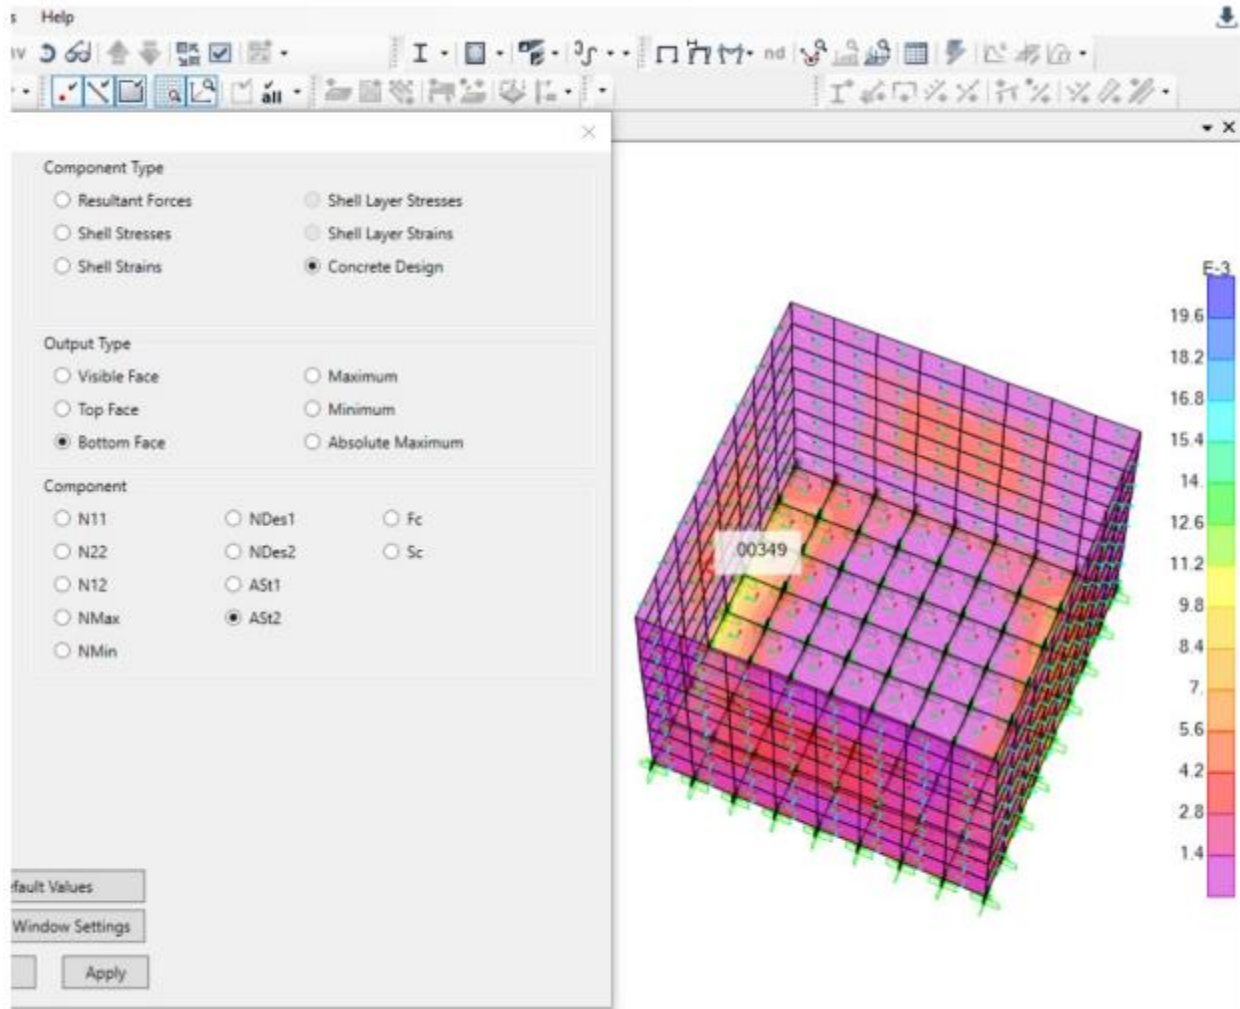 s Help
nd
all
Component Type
Resultant Forces Shell Layer Stresses
Shell Stresses Shell Layer Strains
Shell Strains Concrete Design
Output Type
Visible Face Maximum
Top Face Minimum
Bottom Face Absolute Maximum
Component
N11 NDes1 Fc
N22 NDes2 Sc
N12 ASt1
NMax ASt2
NMin
efault Values
Window Settings
Apply
00349
E-3
19.6
18.2
16.8
15.4
14.
12.6
11.2
9.8
8.4
7.
5.6
4.2
2.8
1.4